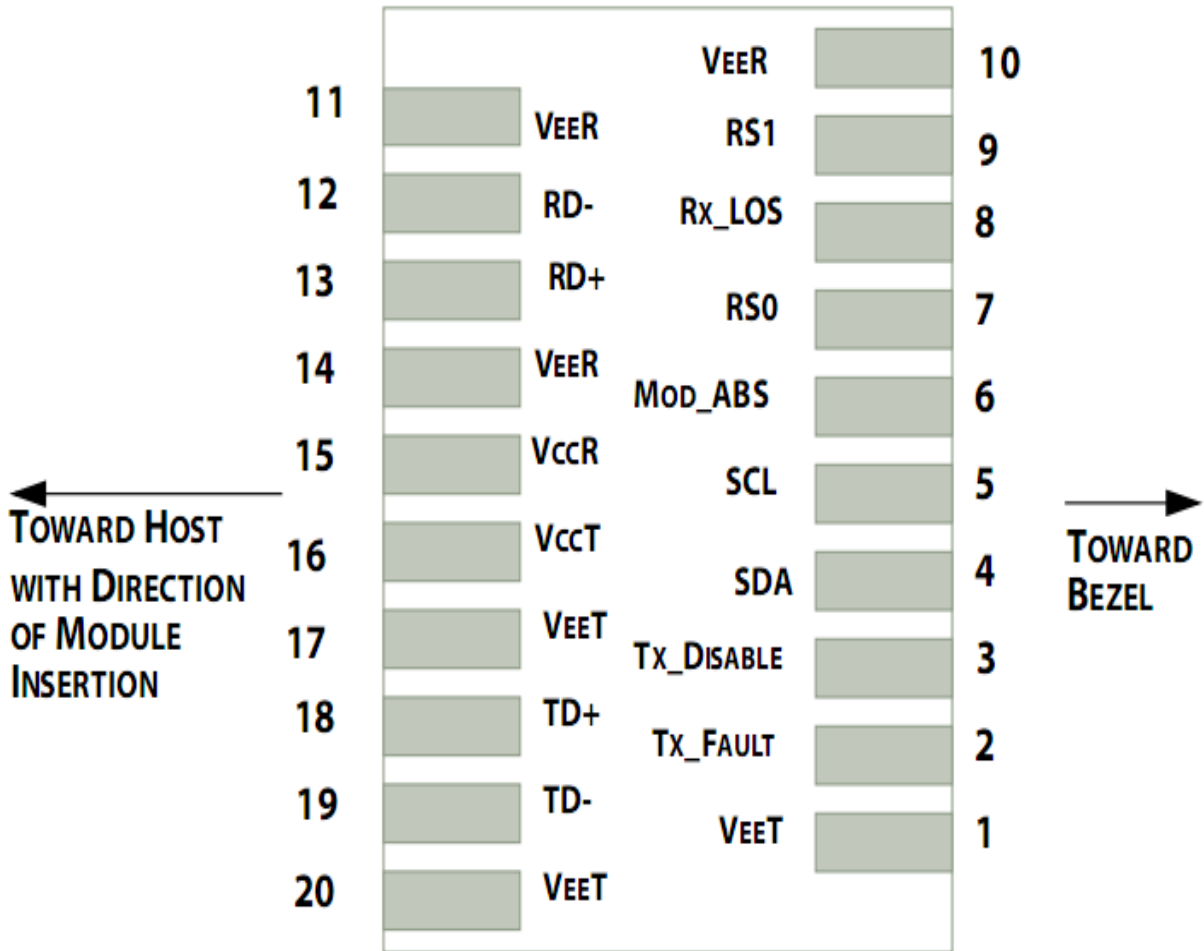 VEER 10
11 VEER
RS1 9
12 RD-
RX_LOS 8
13 RD+
RS0 7
14 VEER
MOD_ABS 6
15 VCCR
SCL 5
TOWARD HOST
WITH DIRECTION
OF MODULE
INSERTION
16 VCCT
TOWARD
BEZEL
SDA 4
17 VEET
TX_DISABLE 3
18 TD+
TX_FAULT 2
19 TD-
VEET 1
20 VEET